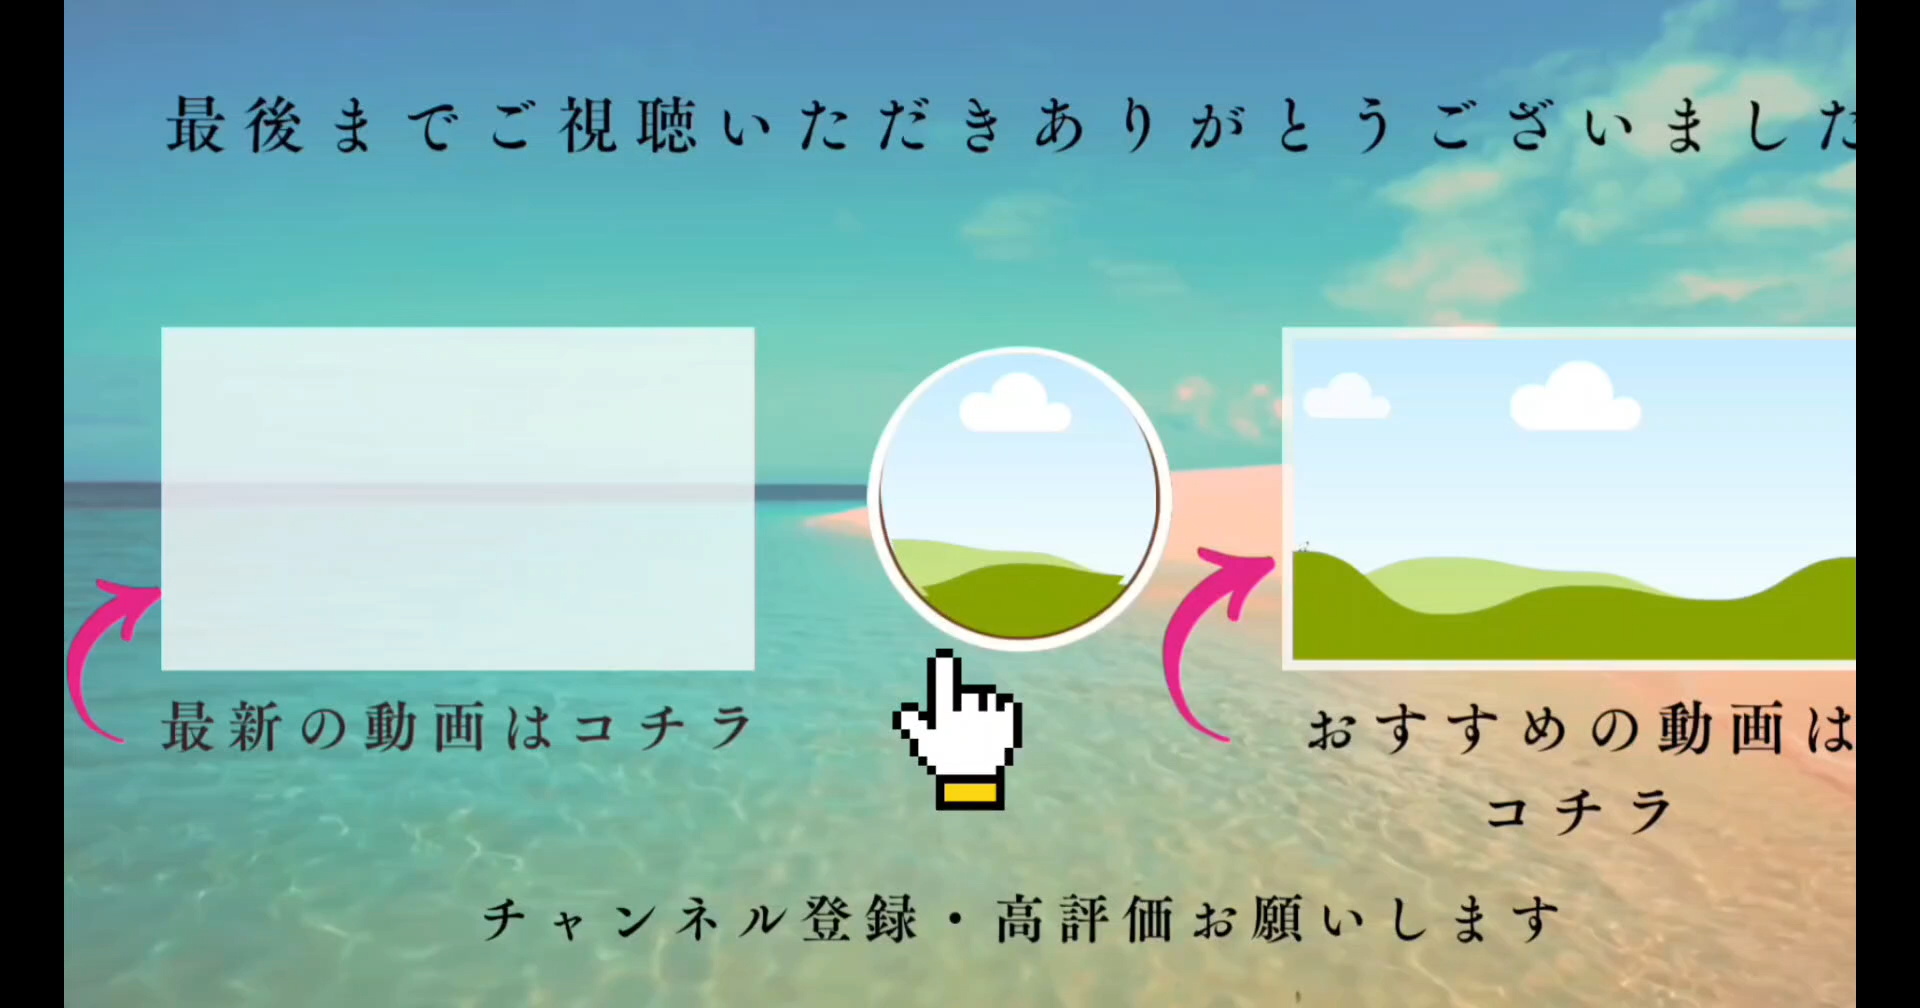 最後までご視聴いただきありがとうございました
最新の動画はコチラ
おすすめの動画は
コチラ
チャンネル登録・高評価お願いします